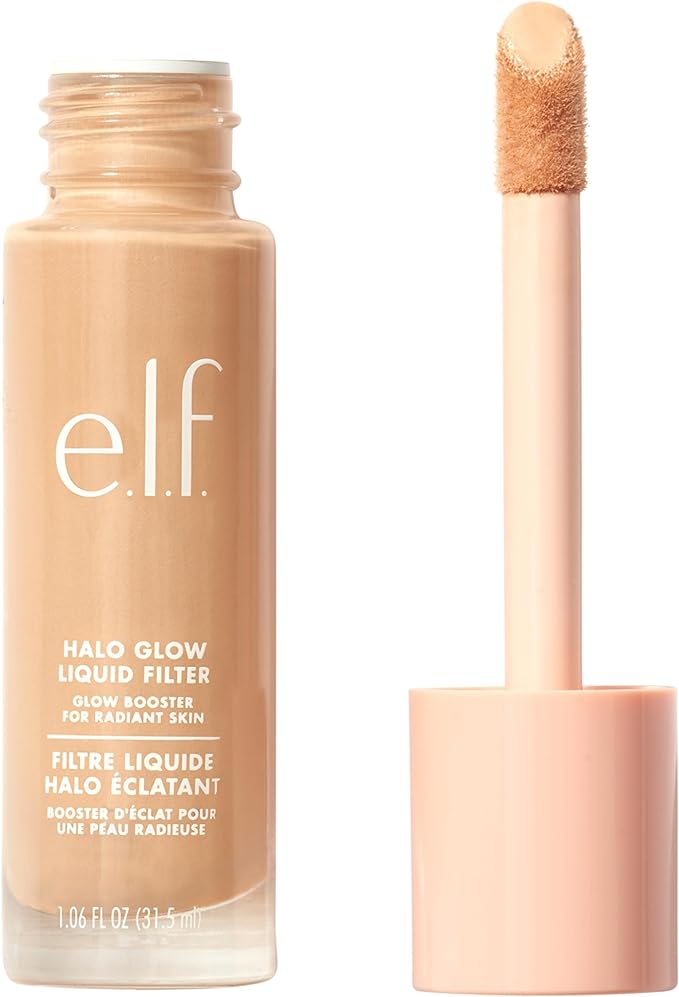 e.l.f.
HALO GLOW
LIQUID FILTER
GLOW BOOSTER
FOR RADIANT SKIN
FILTRE LIQUIDE
HALO ÉCLATANT
BOOSTER D'ÉCLAT POUR
UNE PEAU RADIEUSE
1.06 FL OZ (31.5 ml)